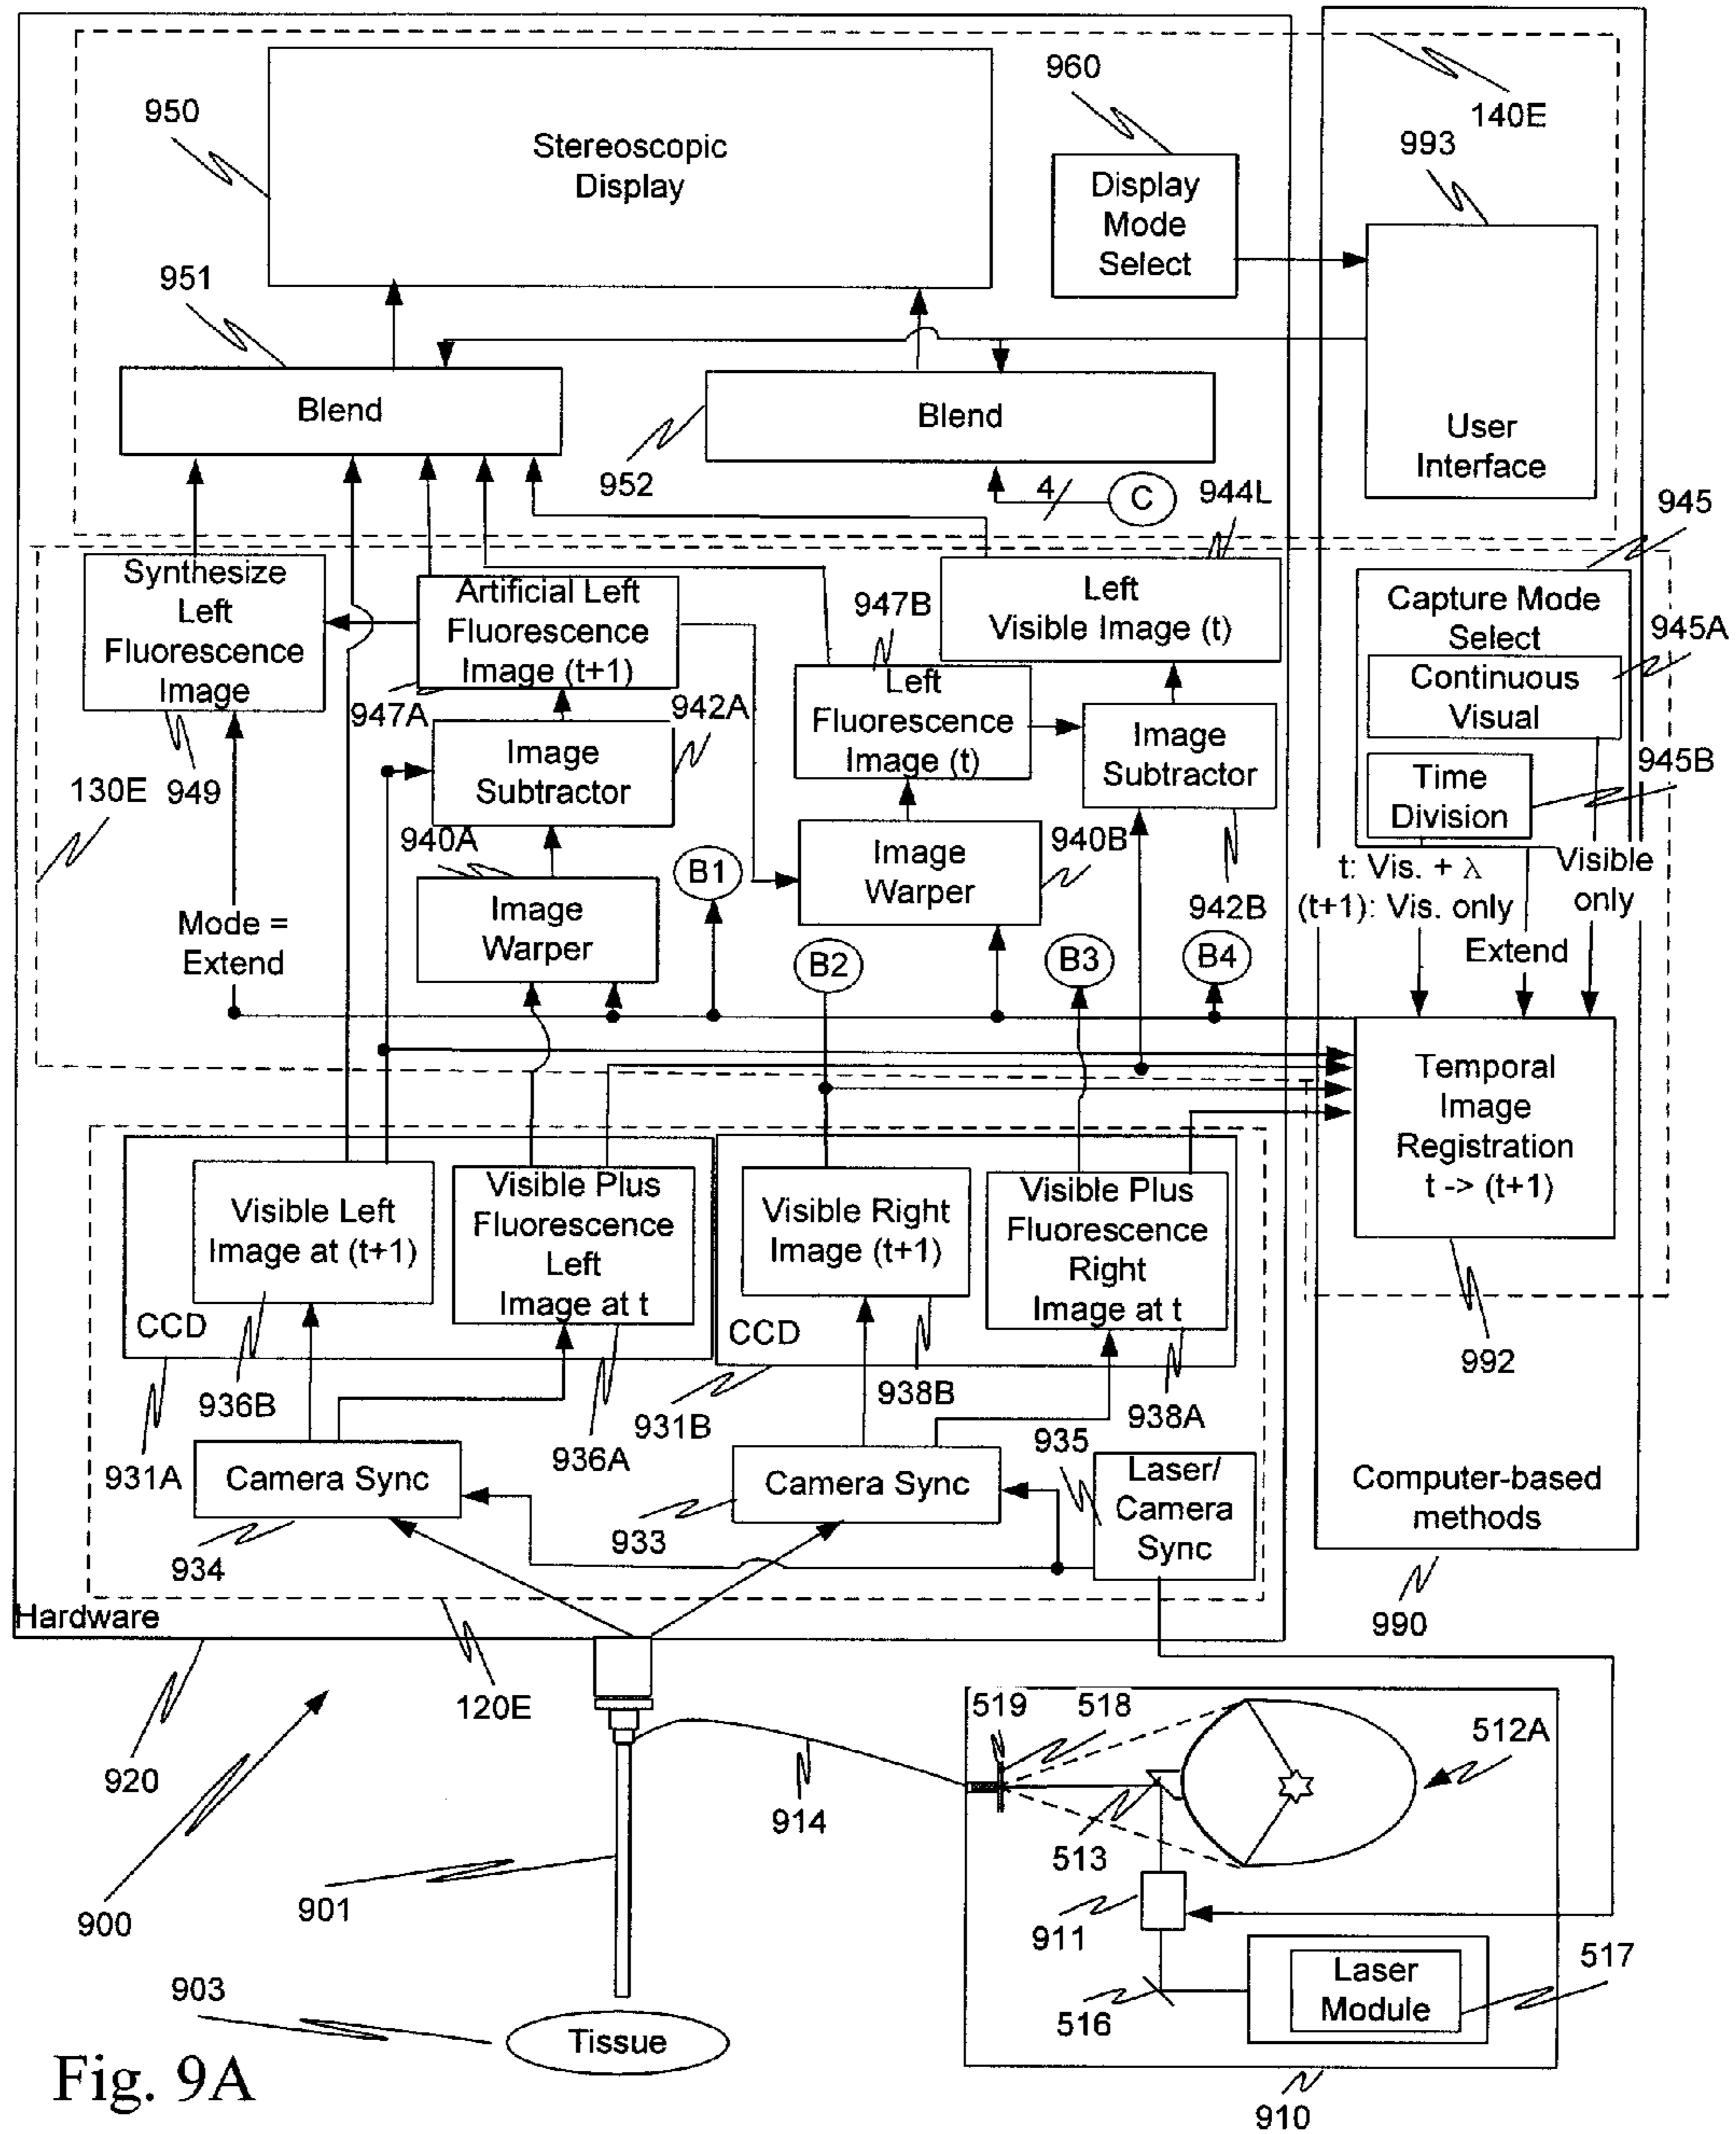 960
140E
950
Stereoscopic
Display
993
Display
Mode
Select
951
Blend
Blend
User
Interface
952
4
C
944L
945
Synthesize
Left
Fluorescence
Image
Artificial Left
Fluorescence
Image (t+1)
947B
Left
Visible Image (t)
Capture Mode
Select
945A
Continuous
Visual
947A
942A
Left
Fluorescence
Image (t)
Image
Subtractor
Image
Subtractor
945B
Time
Division
130E
949
940A
B1
Image
Warper
940B
942B
t: Vis. + λ
(t+1): Vis. only
Visible
only
Extend
Mode =
Extend
Image
Warper
B2
B3
B4
Temporal
Image
Registration
t -> (t+1)
Visible Left
Image at (t+1)
Visible Plus
Fluorescence
Left
Image at t
Visible Right
Image (t+1)
Visible Plus
Fluorescence
Right
Image at t
CCD
CCD
992
936B
931B
938B
938A
931A
936A
935
Camera Sync
Camera Sync
Laser/
Camera
Sync
Computer-based
methods
934
933
Hardware
990
120E
519
518
512A
920
914
513
900
901
911
517
Laser
Module
516
903
Tissue
Fig. 9A
910